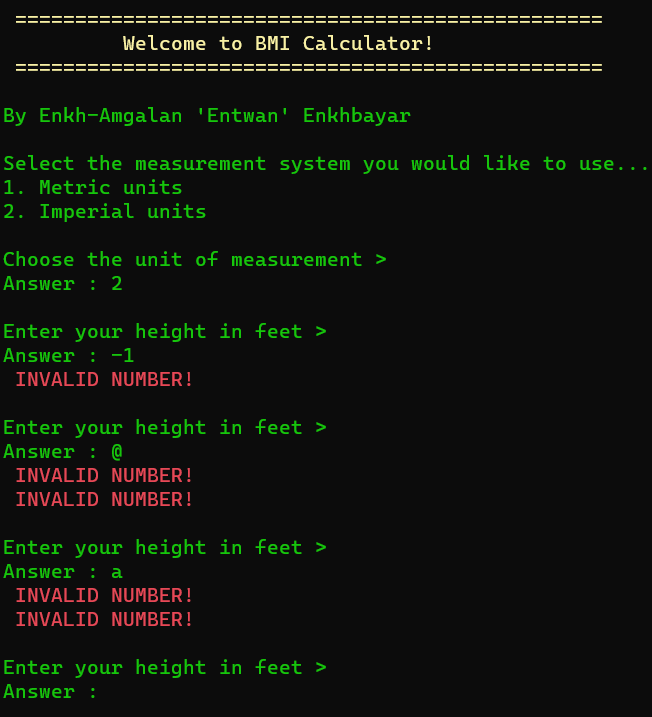 =================================================
Welcome to BMI Calculator!
=================================================
By Enkh-Amgalan 'Entwan' Enkhbayar
Select the measurement system you would like to use...
1. Metric units
2. Imperial units
Choose the unit of measurement >
Answer : 2
Enter your height in feet >
Answer : -1
INVALID NUMBER!
Enter your height in feet >
Answer : @
INVALID NUMBER!
INVALID NUMBER!
Enter your height in feet >
Answer : a
INVALID NUMBER!
INVALID NUMBER!
Enter your height in feet >
Answer :